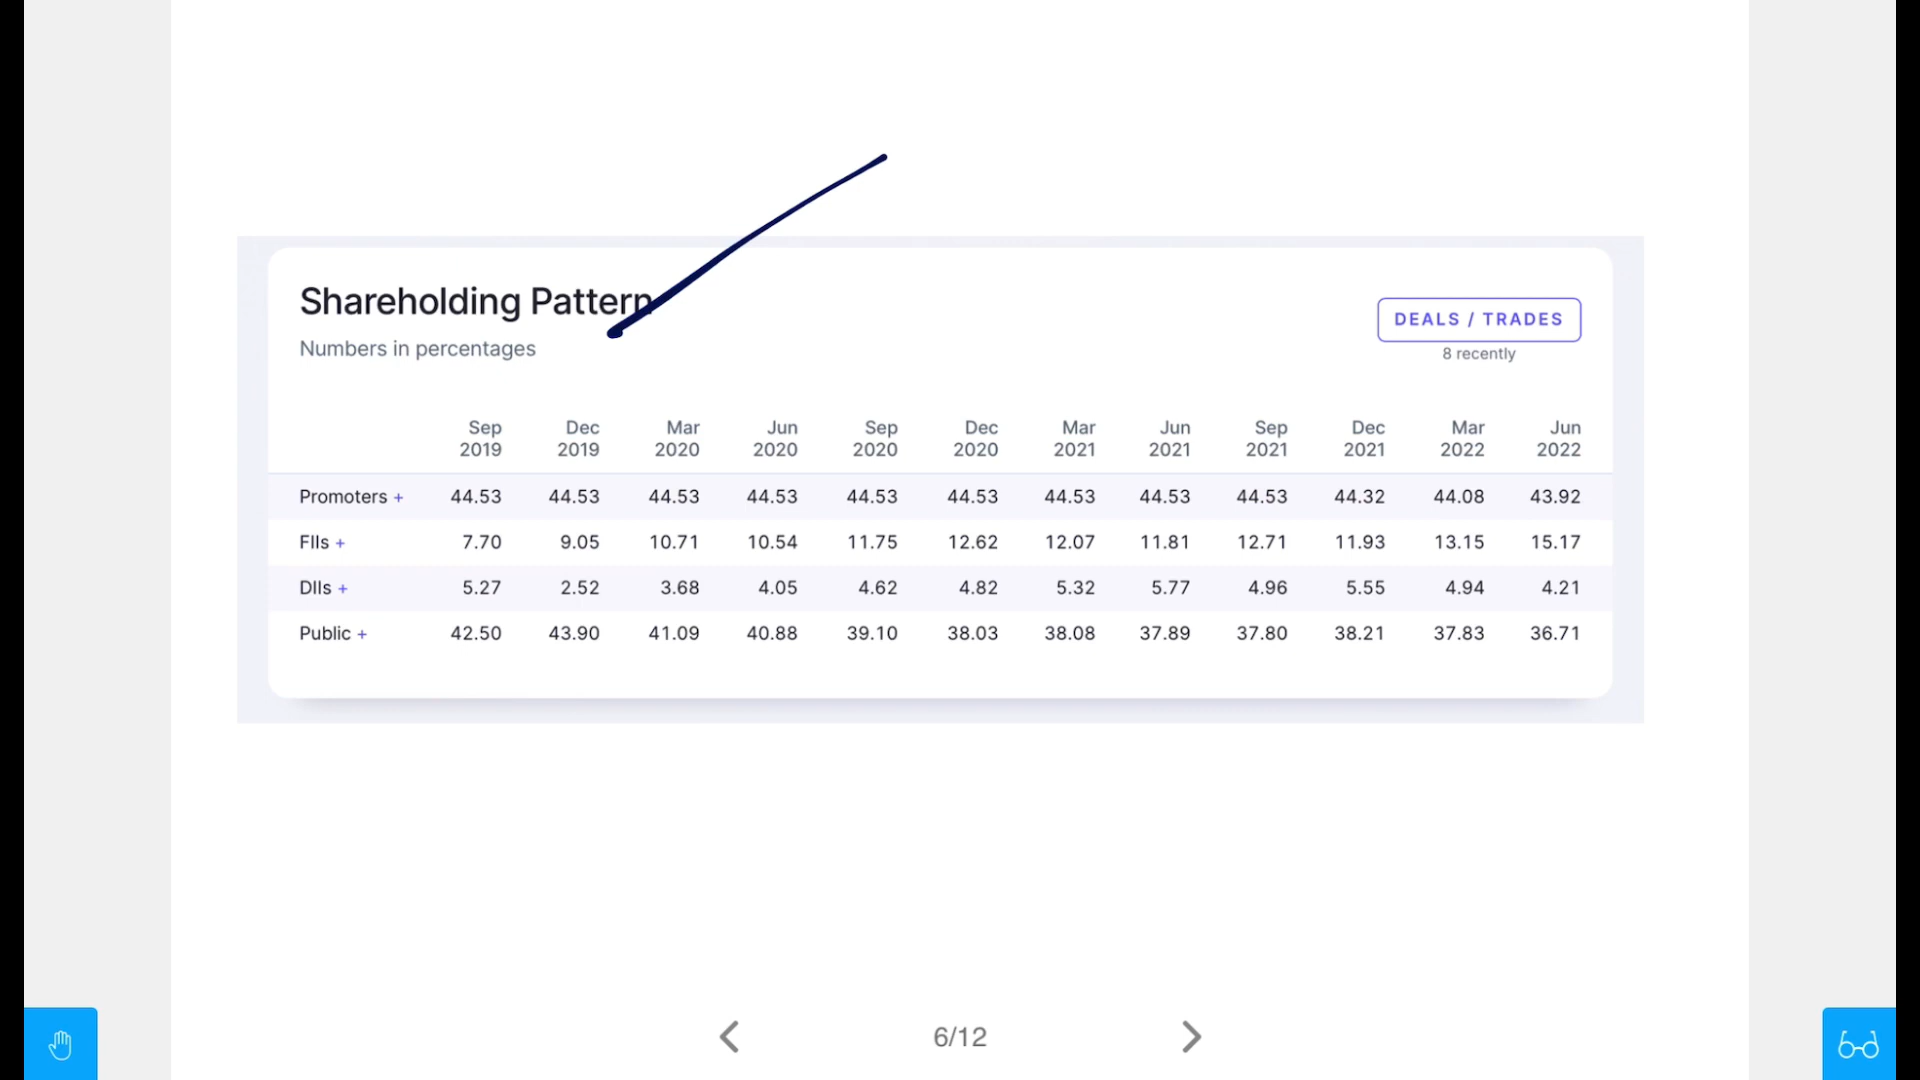 Shareholding Pattern
Numbers in percentages
DEALS / TRADES
8 recently
Sep Dec Mar Jun Sep Dec Mar Jun Sep Dec Mar Jun
2019 2019 2020 2020 2020 2020 2021 2021 2021 2021 2022 2022
Promoters + 44.53 44.53 44.53 44.53 44.53 44.53 44.53 44.53 44.53 44.32 44.08 43.92
FIIs + 7.70 9.05 10.71 10.54 11.75 12.62 12.07 11.81 12.71 11.93 13.15 15.17
DIIs + 5.27 2.52 3.68 4.05 4.62 4.82 5.32 5.77 4.96 5.55 4.94 4.21
Public + 42.50 43.90 41.09 40.88 39.10 38.03 38.08 37.89 37.80 38.21 37.83 36.71
6/12